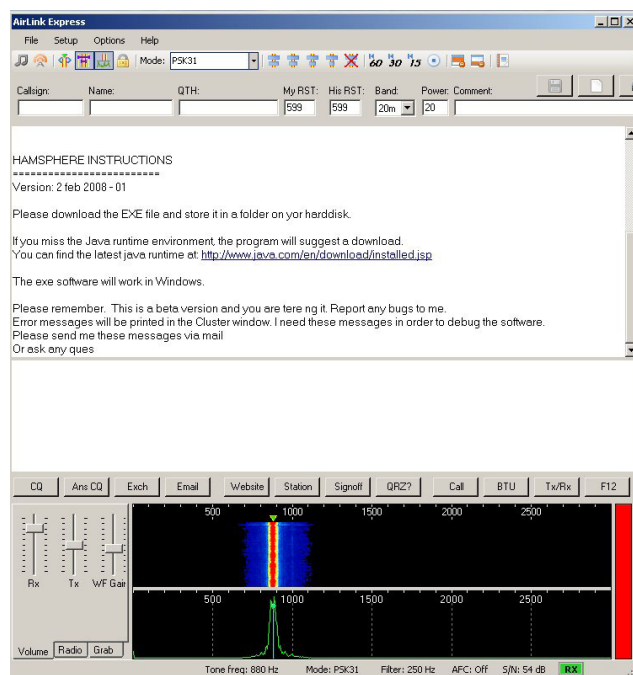 AirLink Express
File Setup Options Help
Mode: PSK31 60 30 15
Callsign: Name: QTH: My RST: His RST: Band: Power: Comment:
599 599 20m 20
HAMSPHERE INSTRUCTIONS
=========================
Version: 2 feb 2008 - 01
Please download the EXE file and store it in a folder on yor harddisk.
If you miss the Java runtime environment, the program will suggest a download.
You can find the latest java runtime at: http://www.java.com/en/download/installed.jsp
The exe software will work in Windows.
Please remember. This is a beta version and you are tere ng it. Report any bugs to me.
Error messages will be printed in the Cluster window. I need these messages in order to debug the software.
Please send me these messages via mail
Or ask any ques
CQ Ans CQ Exch Email Website Station Signoff QRZ? Call BTU Tx/Rx F12
500 1000 1500 2000 2500
Rx Tx WF Gain
500 1000 1500 2000 2500
Volume Radio Grab
Tone freq: 880 Hz Mode: PSK31 Filter: 250 Hz AFC: Off S/N: 54 dB RX